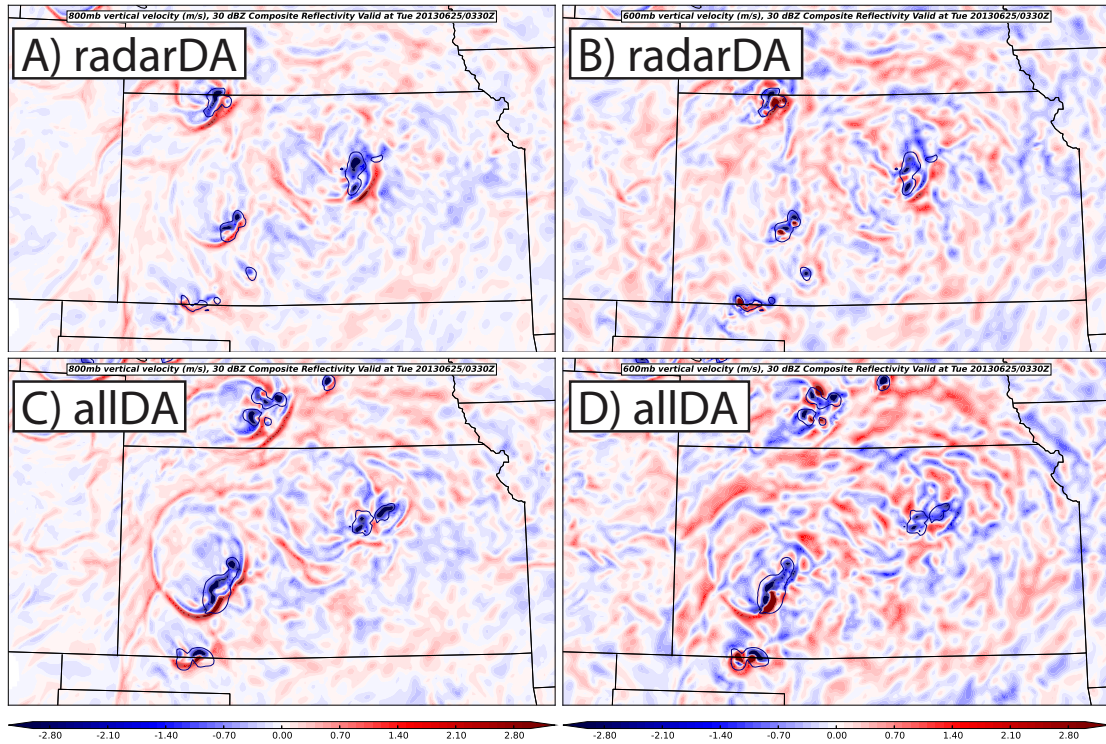 800mb vertical velocity (m/s), 30 dBZ Composite Reflectivity Valid at Tue 20130625/0330Z
A) radarDA
600mb vertical velocity (m/s), 30 dBZ Composite Reflectivity Valid at Tue 20130625/0330Z
B) radarDA
800mb vertical velocity (m/s), 30 dBZ Composite Reflectivity Valid at Tue 20130625/0330Z
C) allDA
600mb vertical velocity (m/s), 30 dBZ Composite Reflectivity Valid at Tue 20130625/0330Z
D) allDA
-2.80 -2.10 -1.40 -0.70 0.00 0.70 1.40 2.10 2.80
-2.80 -2.10 -1.40 -0.70 0.00 0.70 1.40 2.10 2.80